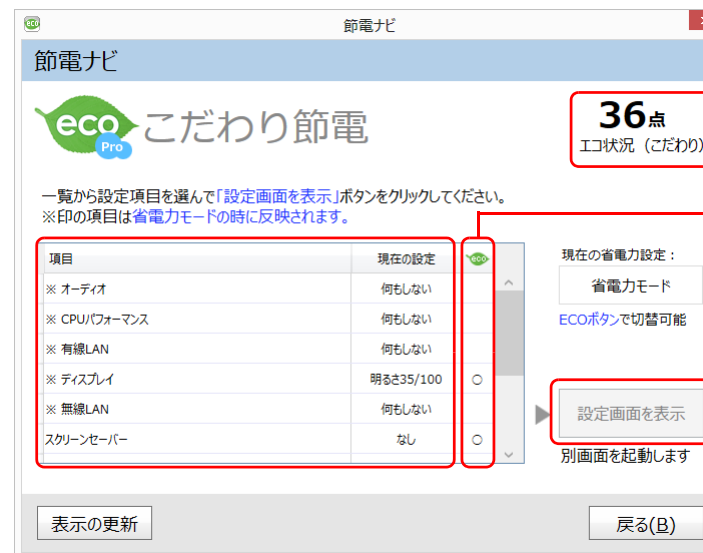 eco 節電ナビ x
節電ナビ
eco Pro こだわり節電
36点
エコ状況（こだわり）
一覧から設定項目を選んで「設定画面を表示」ボタンをクリックしてください。
※印の項目は省電力モードの時に反映されます。
項目 現在の設定 eco
※ オーディオ 何もしない
※ CPUパフォーマンス 何もしない
※ 有線LAN 何もしない
※ ディスプレイ 明るさ35/100 ○
※ 無線LAN 何もしない
スクリーンセーバー なし ○
現在の省電力設定：
省電力モード
ECOボタンで切替可能
設定画面を表示
別画面を起動します
表示の更新 戻る(B)